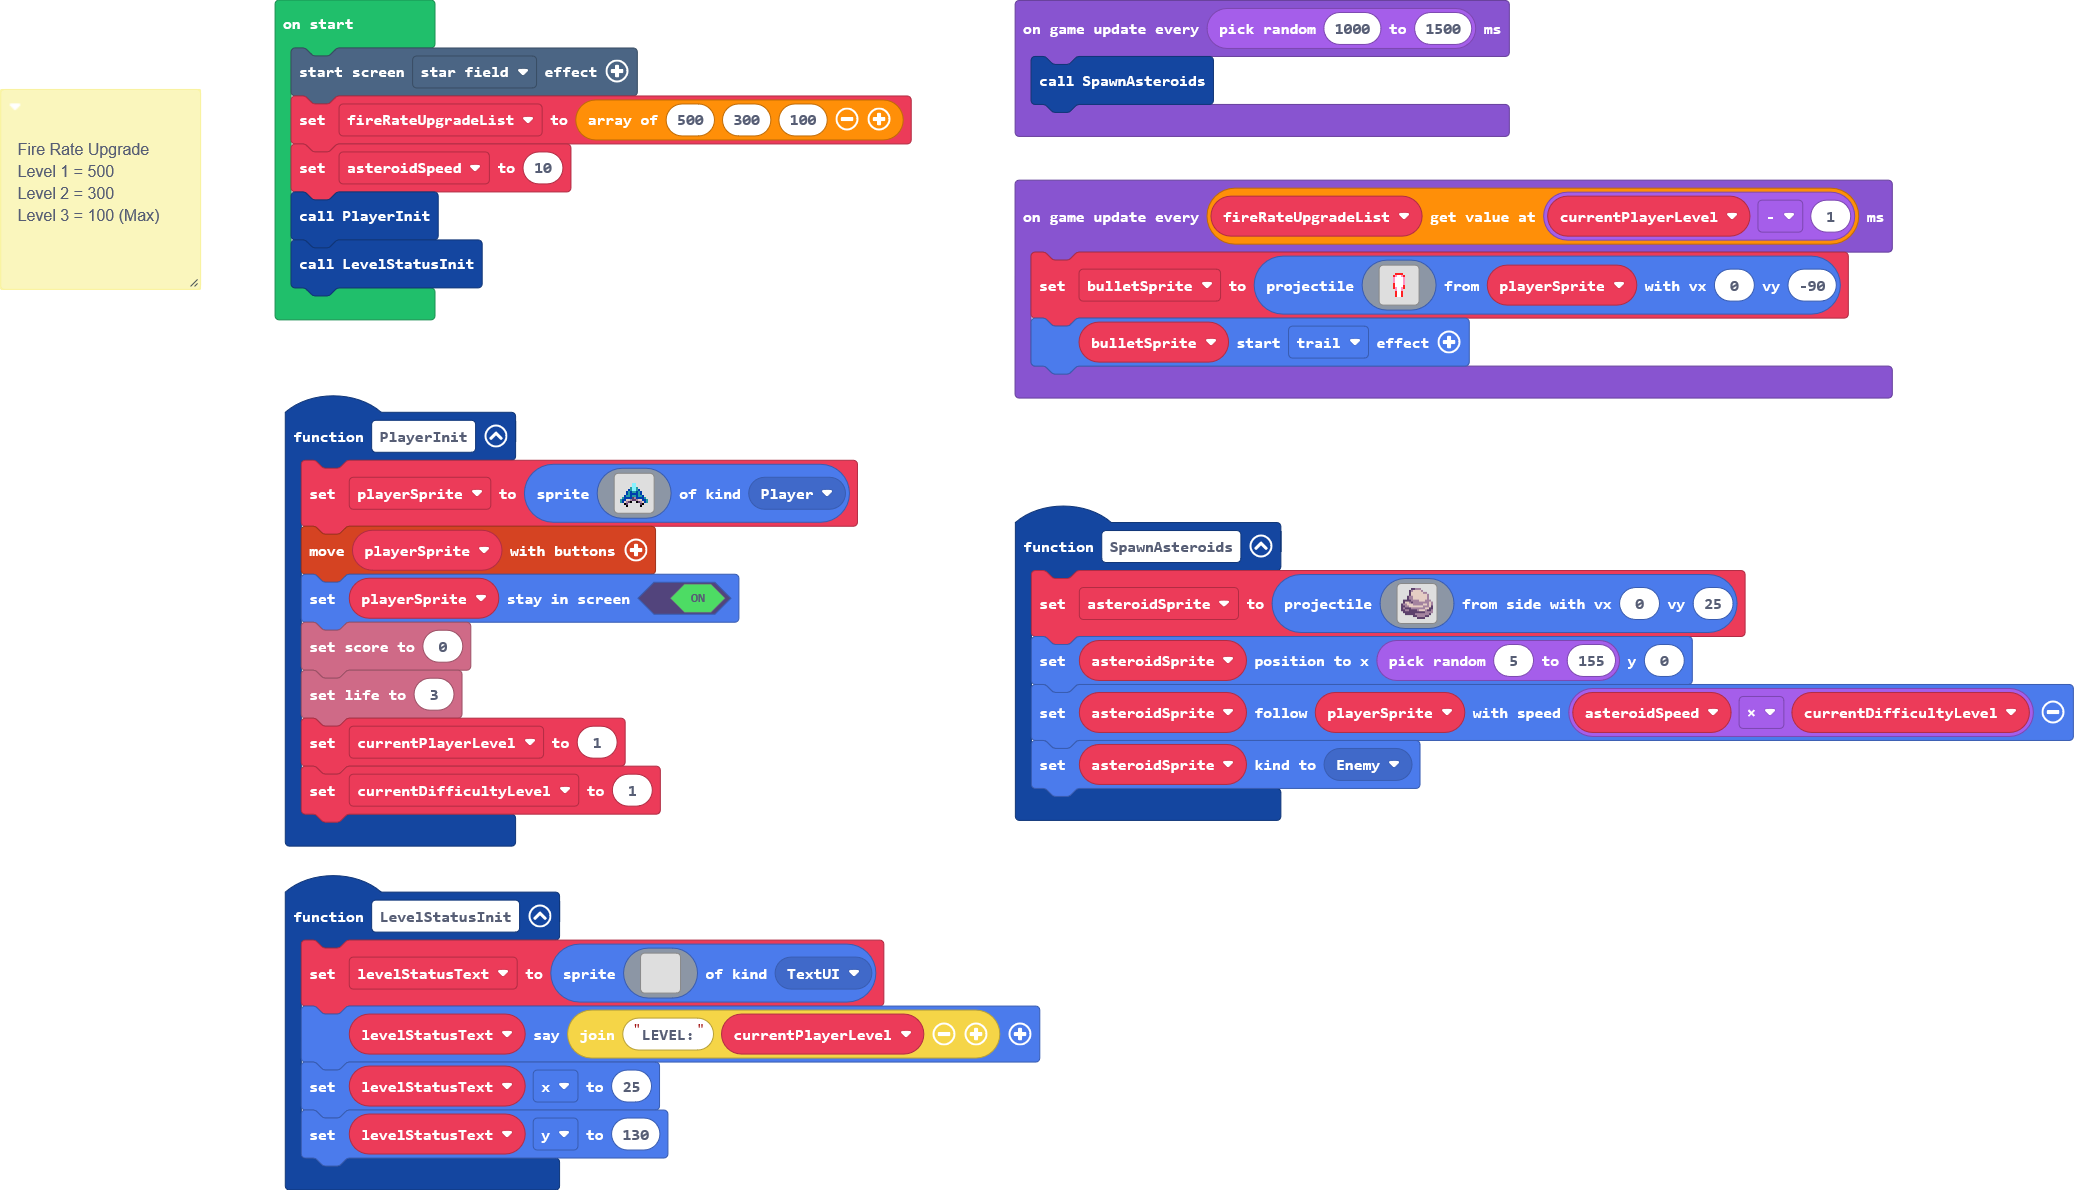 Fire Rate Upgrade
Level 1 = 500
Level 2 = 300
Level 3 = 100 (Max)
on start
start screen star field effect
set fireRateUpgradeList to array of 500 300 100
set asteroidSpeed to 10
call PlayerInit
call LevelStatusInit
function PlayerInit
set playerSprite to sprite of kind Player
move playerSprite with buttons
set playerSprite stay in screen ON
set score to 0
set life to 3
set currentPlayerLevel to 1
set currentDifficultyLevel to 1
function LevelStatusInit
set levelStatusText to sprite of kind TextUI
levelStatusText say join "LEVEL:" currentPlayerLevel
set levelStatusText x to 25
set levelStatusText y to 130
on game update every pick random 1000 to 1500 ms
call SpawnAsteroids
on game update every fireRateUpgradeList get value at currentPlayerLevel - 1 ms
set bulletSprite to projectile from playerSprite with vx 0 vy -90
bulletSprite start trail effect
function SpawnAsteroids
set asteroidSprite to projectile from side with vx 0 vy 25
set asteroidSprite position to x pick random 5 to 155 y 0
set asteroidSprite follow playerSprite with speed asteroidSpeed × currentDifficultyLevel
set asteroidSprite kind to Enemy